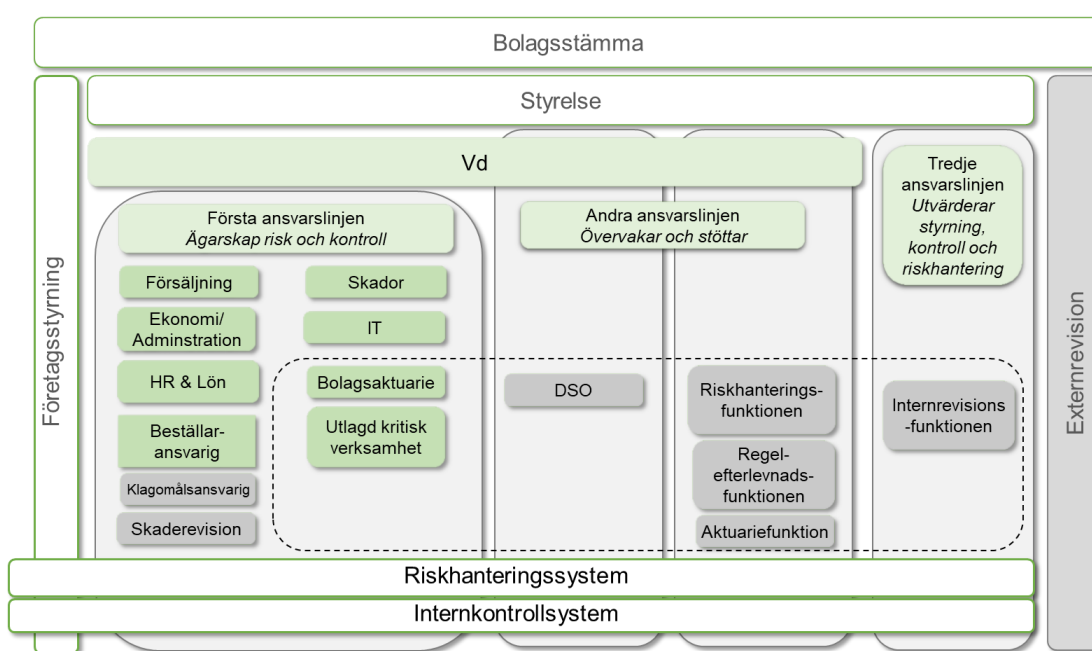 Bolagsstämma
Styrelse
Vd
Företagsstyrning
Externrevision
Första ansvarslinjen
Ägarskap risk och kontroll
Försäljning
Ekonomi/
Adminstration
HR & Lön
Beställar-
ansvarig
Klagomålsansvarig
Skaderevision
Skador
IT
Bolagsaktuarie
Utlagd kritisk
verksamhet
Andra ansvarslinjen
Övervakar och stöttar
DSO
Riskhanterings-
funktionen
Regel-
efterlevnads-
funktionen
Aktuariefunktion
Tredje
ansvarslinjen
Utvärderar
styrning,
kontroll och
riskhantering
Internrevisions
-funktionen
Riskhanteringssystem
Internkontrollsystem